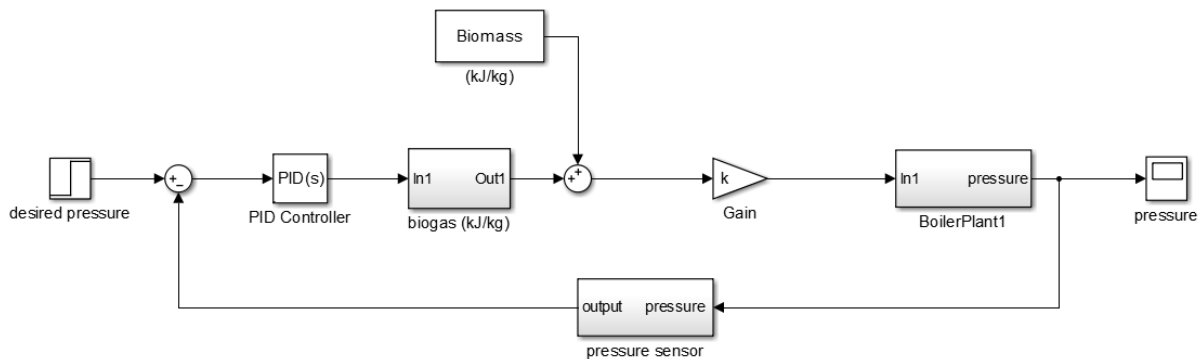 Biomass
(kJ/kg)
+
−
PID(s)
In1 Out1
+
+
k
In1 pressure
desired pressure
PID Controller
biogas (kJ/kg)
Gain
BoilerPlant1
pressure
output pressure
pressure sensor